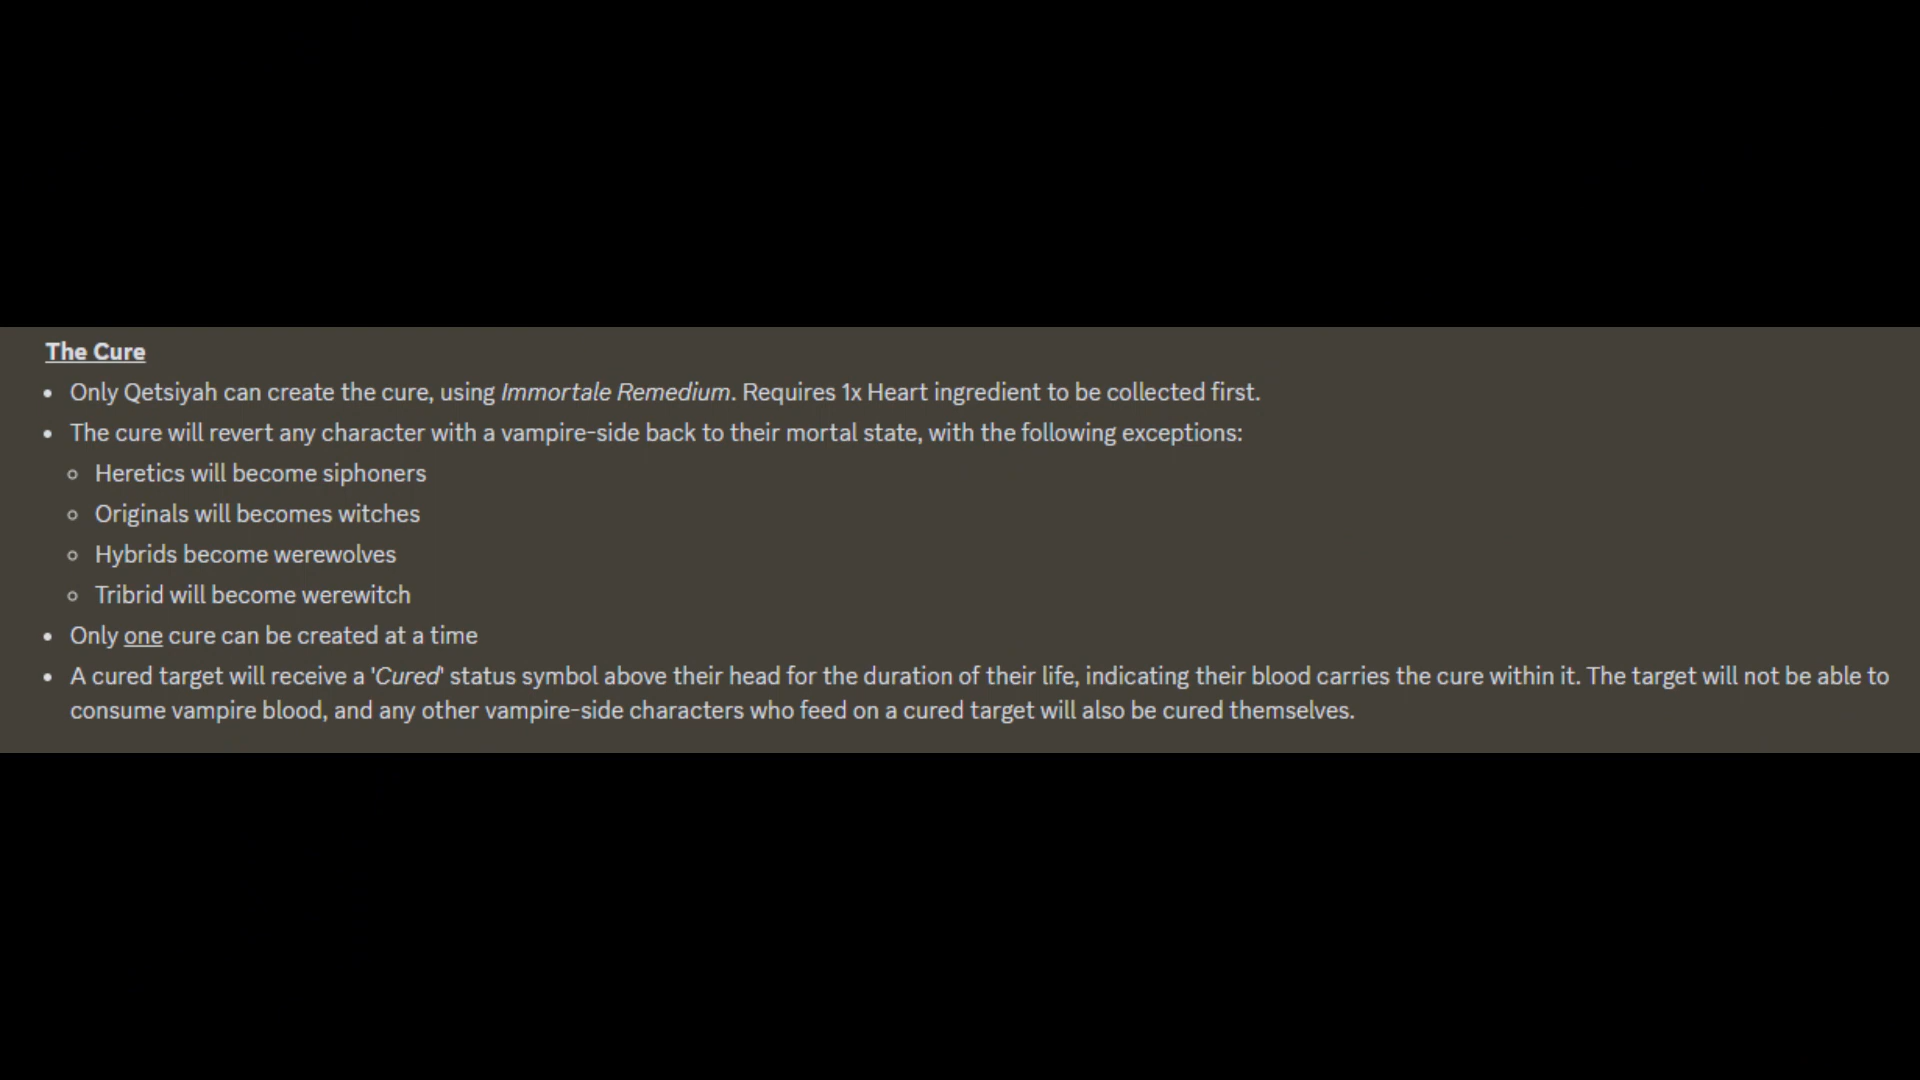 The Cure
• Only Qetsiyah can create the cure, using Immortale Remedium. Requires 1x Heart ingredient to be collected first.
• The cure will revert any character with a vampire-side back to their mortal state, with the following exceptions:
○ Heretics will become siphoners
○ Originals will becomes witches
○ Hybrids become werewolves
○ Tribrid will become werewitch
• Only one cure can be created at a time
• A cured target will receive a 'Cured' status symbol above their head for the duration of their life, indicating their blood carries the cure within it. The target will not be able to
consume vampire blood, and any other vampire-side characters who feed on a cured target will also be cured themselves.